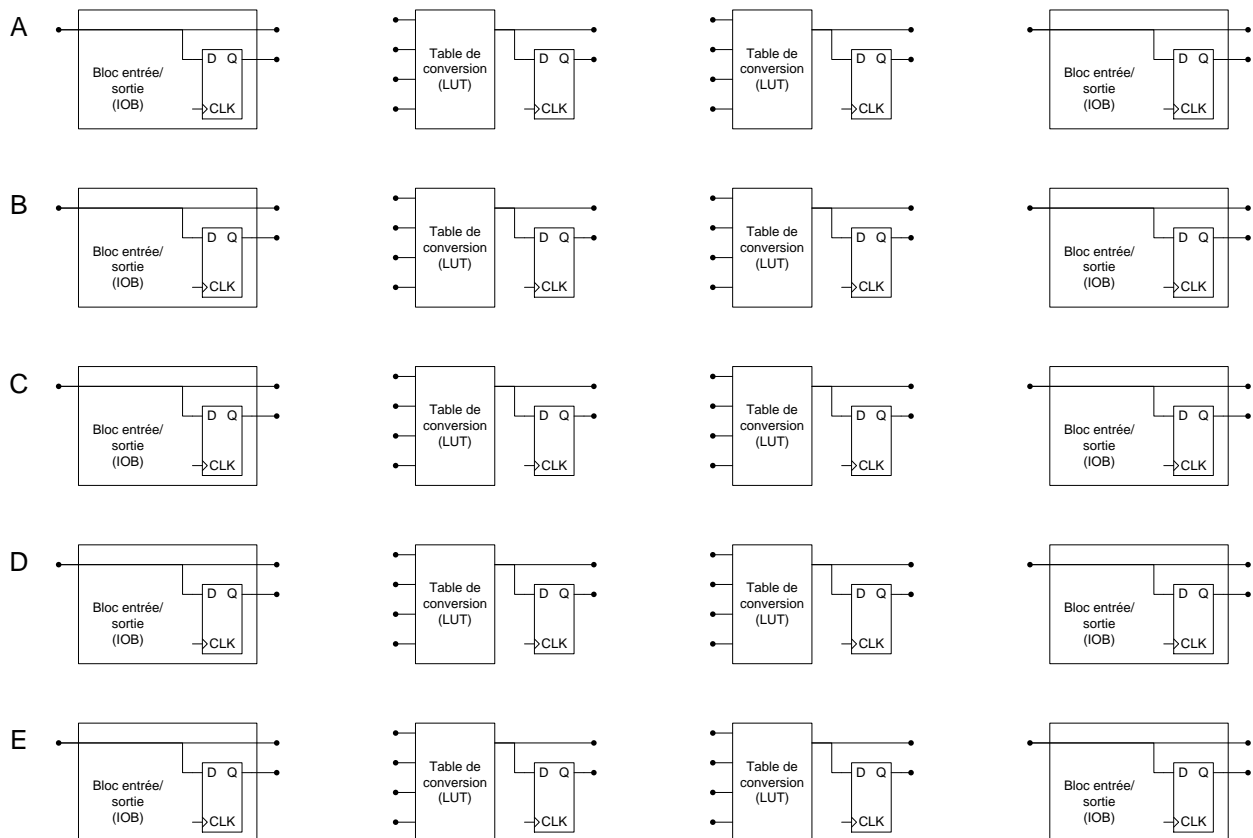 A
Bloc entrée/
sortie
(IOB)
D Q
CLK
Table de
conversion
(LUT)
D Q
CLK
Table de
conversion
(LUT)
D Q
CLK
Bloc entrée/
sortie
(IOB)
D Q
CLK
B
Bloc entrée/
sortie
(IOB)
D Q
CLK
Table de
conversion
(LUT)
D Q
CLK
Table de
conversion
(LUT)
D Q
CLK
Bloc entrée/
sortie
(IOB)
D Q
CLK
C
Bloc entrée/
sortie
(IOB)
D Q
CLK
Table de
conversion
(LUT)
D Q
CLK
Table de
conversion
(LUT)
D Q
CLK
Bloc entrée/
sortie
(IOB)
D Q
CLK
D
Bloc entrée/
sortie
(IOB)
D Q
CLK
Table de
conversion
(LUT)
D Q
CLK
Table de
conversion
(LUT)
D Q
CLK
Bloc entrée/
sortie
(IOB)
D Q
CLK
E
Bloc entrée/
sortie
(IOB)
D Q
CLK
Table de
conversion
(LUT)
D Q
CLK
Table de
conversion
(LUT)
D Q
CLK
Bloc entrée/
sortie
(IOB)
D Q
CLK